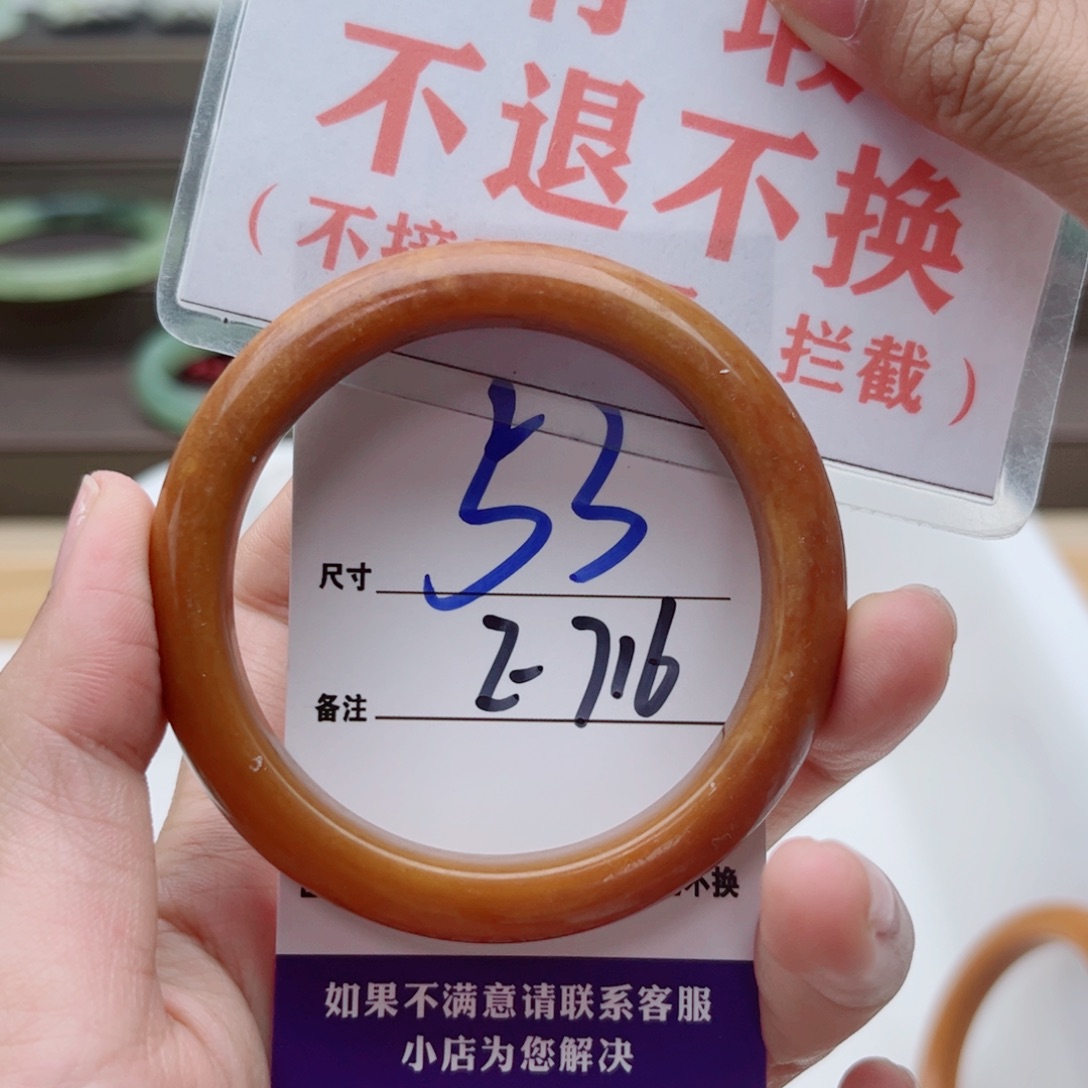 不退不换
（不接
拦截）
尺寸 53
备注 Z-716
不换
如果不满意请联系客服
小店为您解决